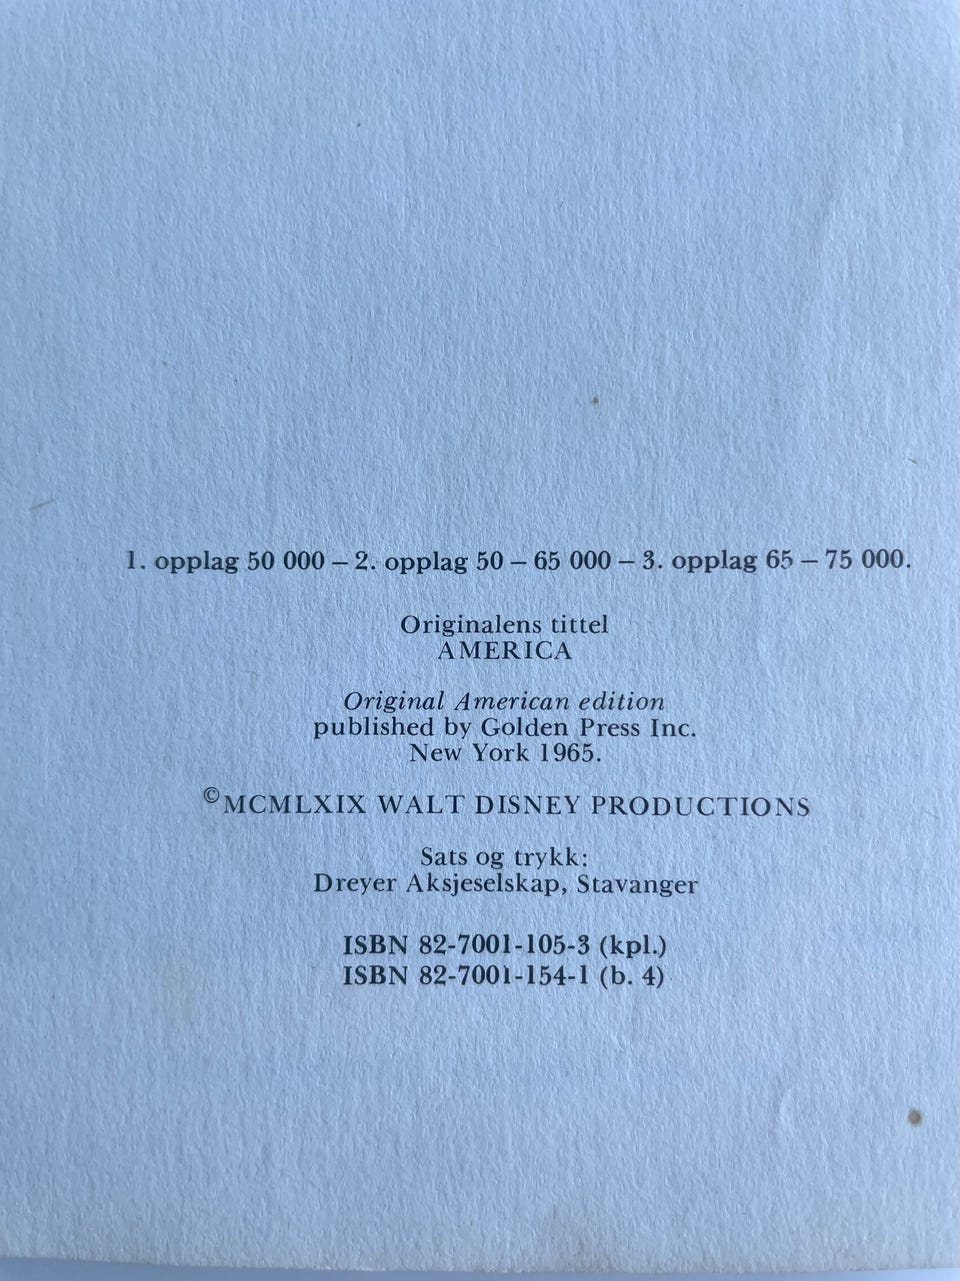 1. opplag 50 000 – 2. opplag 50 – 65 000 – 3. opplag 65 – 75 000.
Originalens tittel
AMERICA
Original American edition
published by Golden Press Inc.
New York 1965.
©MCMLXIX WALT DISNEY PRODUCTIONS
Sats og trykk:
Dreyer Aksjeselskap, Stavanger
ISBN 82-7001-105-3 (kpl.)
ISBN 82-7001-154-1 (b. 4)